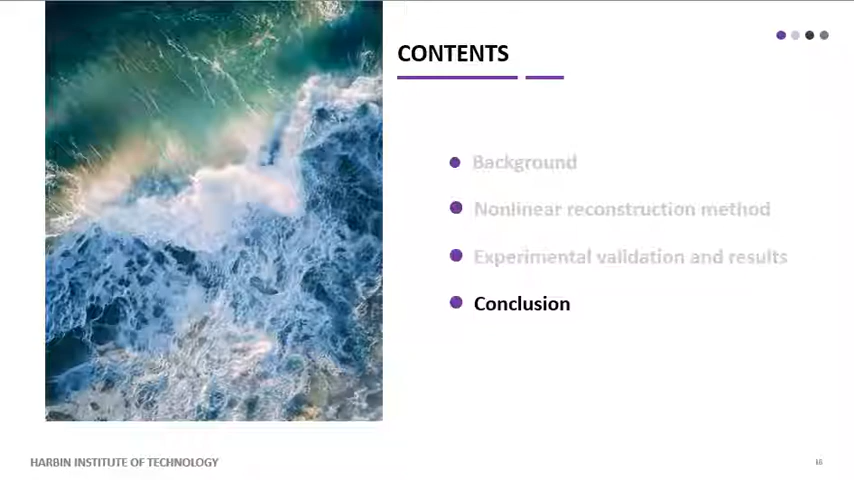 CONTENTS
Background
Nonlinear reconstruction method
Experimental validation and results
Conclusion
HARBIN INSTITUTE OF TECHNOLOGY
16